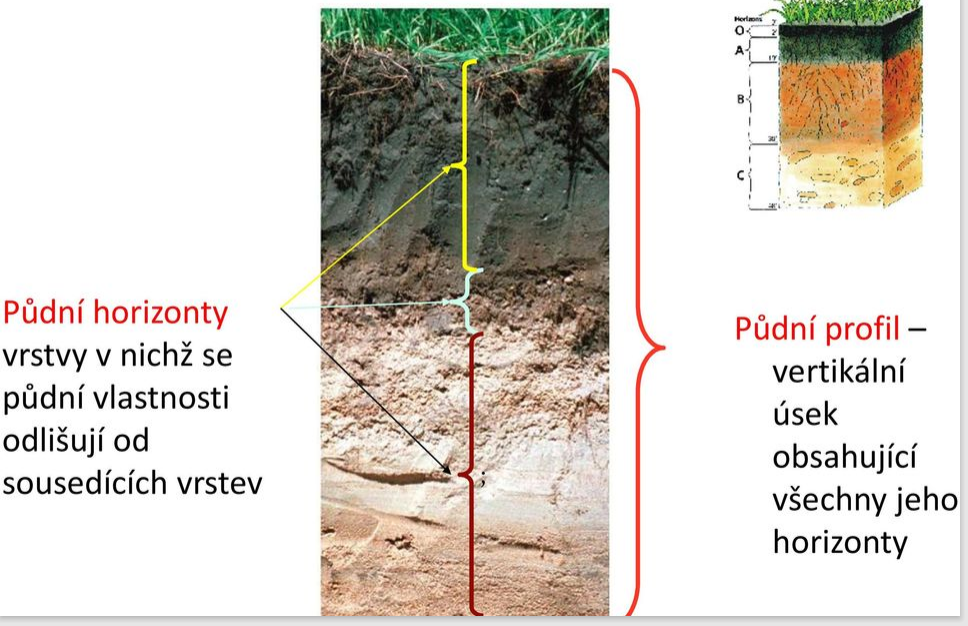 Půdní horizonty
vrstvy v nichž se
půdní vlastnosti
odlišují od
sousedících vrstev
;
Horizons
O
A
B
C
2'
Půdní profil –
vertikální
úsek
obsahující
všechny jeho
horizonty